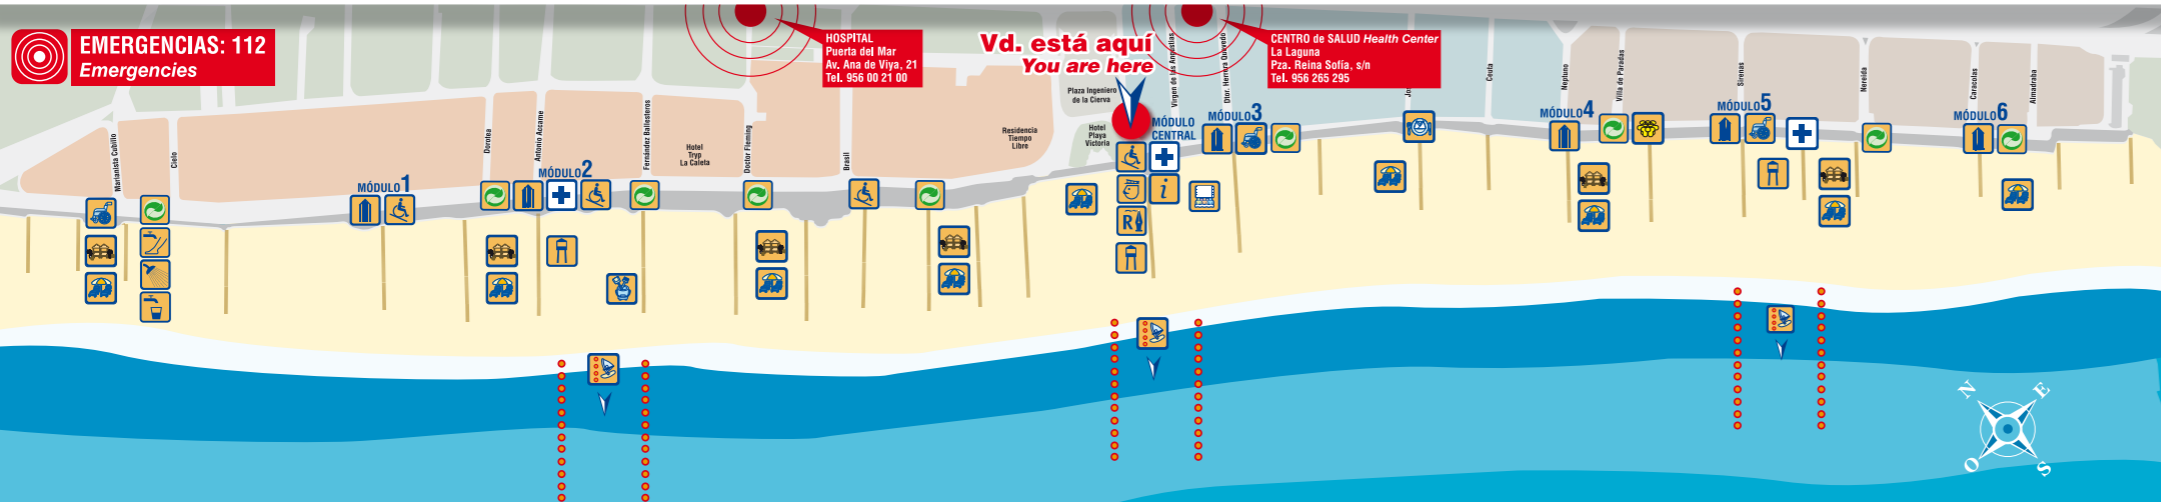 EMERGENCIAS: 112
Emergencies
HOSPITAL
Puerta del Mar
Av. Ana de Viya, 21
Tel. 956 00 21 00
Vd. está aquí
You are here
CENTRO de SALUD Health Center
La Laguna
Pza. Reina Sofía, s/n
Tel. 956 265 295
Marianista Cubillo
Cielo
Dorotea
Antonio Accame
Fernández Ballesteros
Hotel
Tryp
La Caleta
Doctor Fleming
Brasil
Residencia
Tiempo
Libre
Plaza Ingeniero
de la Cierva
Hotel
Playa
Victoria
Virgen de las Angustias
Dtor. Herrera Quevedo
Ceuta
Neptuno
Villa de Paradas
Sirenas
Nereida
Caracolas
Almadraba
MÓDULO 1
MÓDULO 2
MÓDULO
CENTRAL
MÓDULO 3
MÓDULO 4
MÓDULO 5
MÓDULO 6
i
R
N
E
O
S